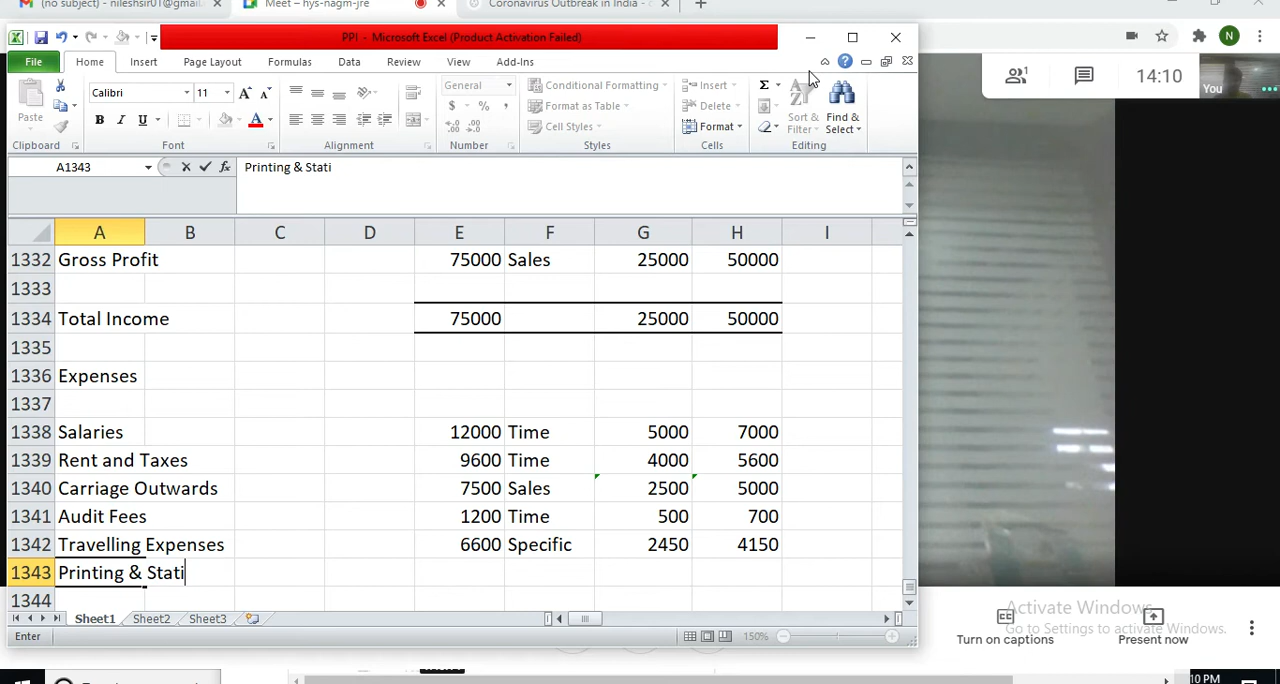 (no subject) - nileshsir01@gmail. × Meet – hys-nagm-jre × Coronavirus Outbreak in India - × +
PPI - Microsoft Excel (Product Activation Failed)
File Home Insert Page Layout Formulas Data Review View Add-Ins
14:10 You
Calibri 11 General Conditional Formatting Insert Σ
Paste B I U $ % , Format as Table Delete Sort & Find &
Cell Styles Format Filter Select
Clipboard Font Alignment Number Styles Cells Editing
A1343 fx Printing & Stati
A B C D E F G H I
1332 Gross Profit 75000 Sales 25000 50000
1333
1334 Total Income 75000 25000 50000
1335
1336 Expenses
1337
1338 Salaries 12000 Time 5000 7000
1339 Rent and Taxes 9600 Time 4000 5600
1340 Carriage Outwards 7500 Sales 2500 5000
1341 Audit Fees 1200 Time 500 700
1342 Travelling Expenses 6600 Specific 2450 4150
1343 Printing & Stati
1344
Sheet1 Sheet2 Sheet3
Enter 150%
Activate Windows
Go to Settings to activate Windows.
Turn on captions Present now
10 PM